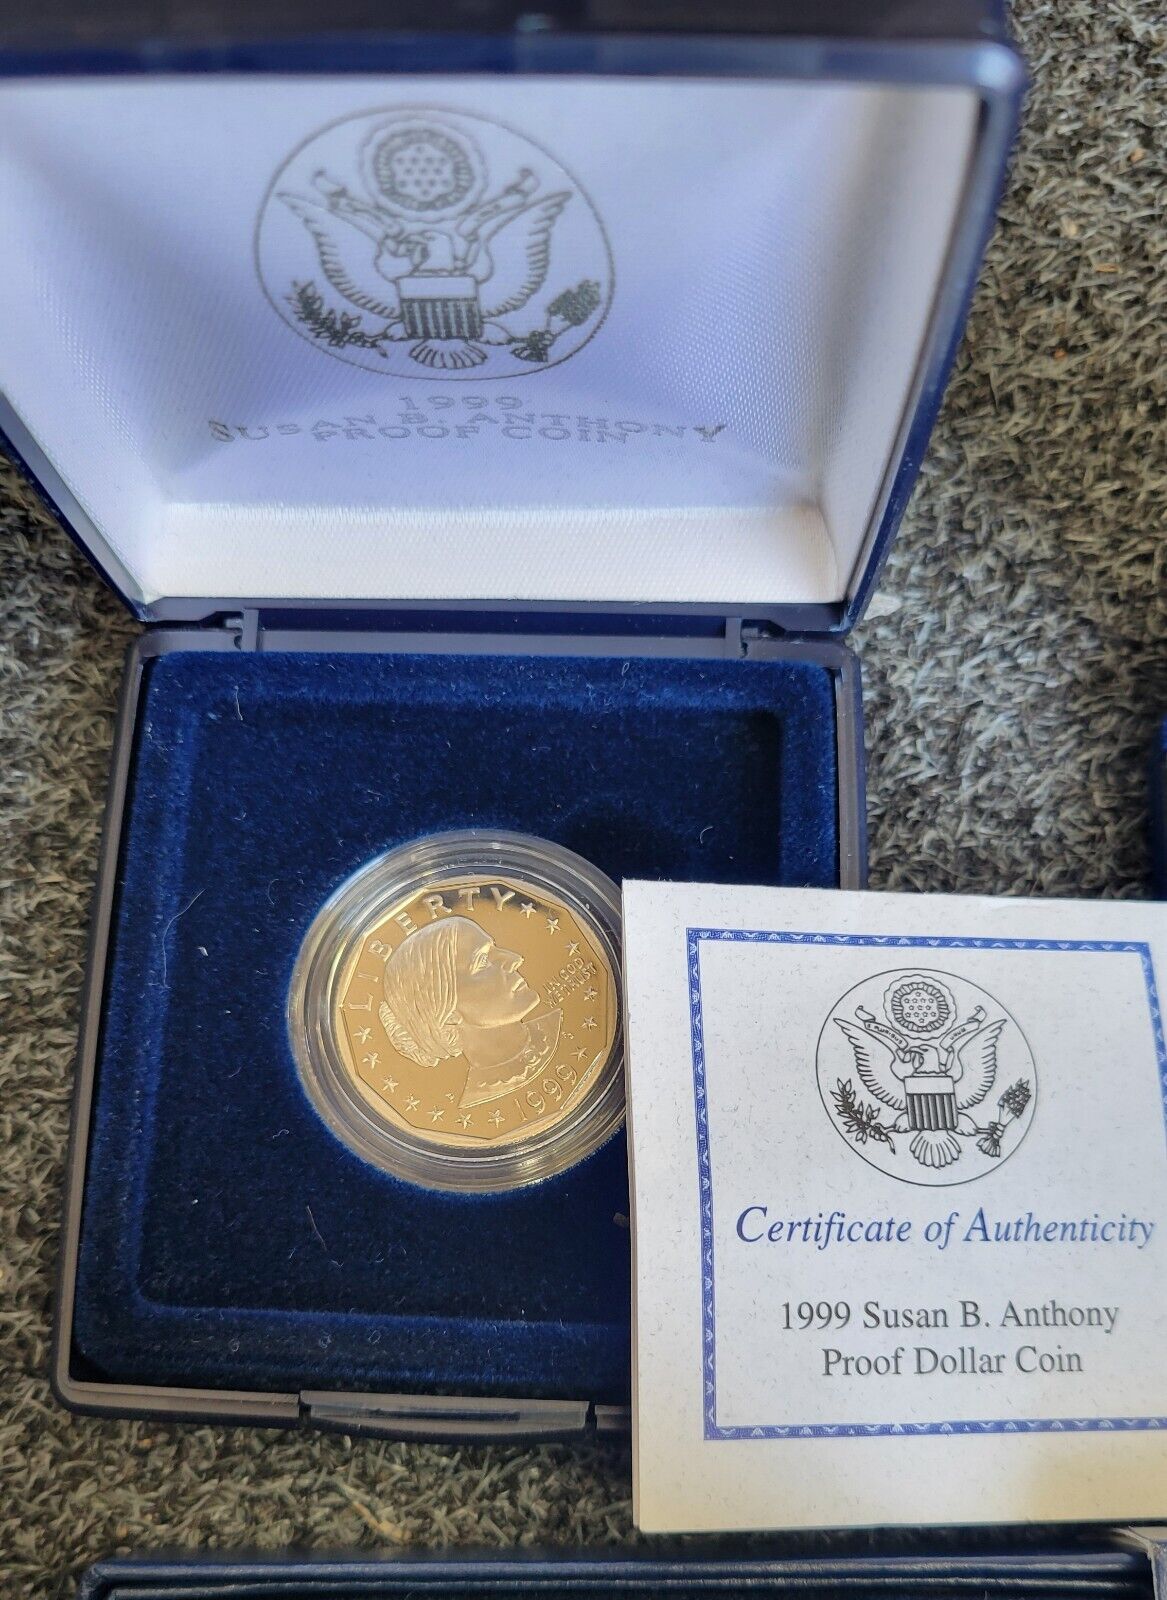 1999
SUSAN B. ANTHONY
PROOF COIN
LIBERTY
IN GOD
WE TRUST
1999
Certificate of Authenticity
1999 Susan B. Anthony
Proof Dollar Coin